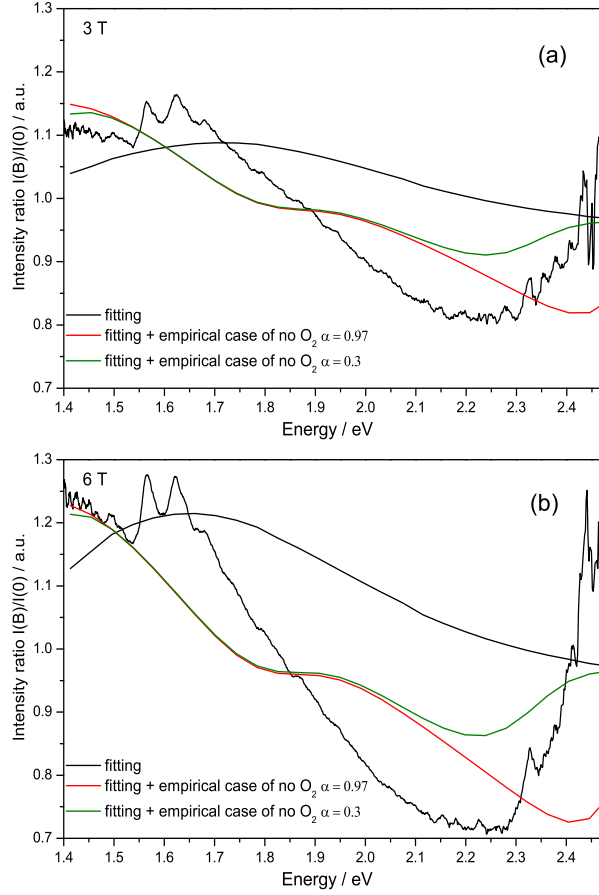 3 T
(a)
1.3
1.2
1.1
1.0
0.9
0.8
0.7
Intensity ratio I(B)/I(0) / a.u.
fitting
fitting + empirical case of no O₂ α = 0.97
fitting + empirical case of no O₂ α = 0.3
1.4 1.5 1.6 1.7 1.8 1.9 2.0 2.1 2.2 2.3 2.4
Energy / eV
6 T
(b)
1.3
1.2
1.1
1.0
0.9
0.8
0.7
Intensity ratio I(B)/I(0) / a.u.
fitting
fitting + empirical case of no O₂ α = 0.97
fitting + empirical case of no O₂ α = 0.3
1.4 1.5 1.6 1.7 1.8 1.9 2.0 2.1 2.2 2.3 2.4
Energy / eV